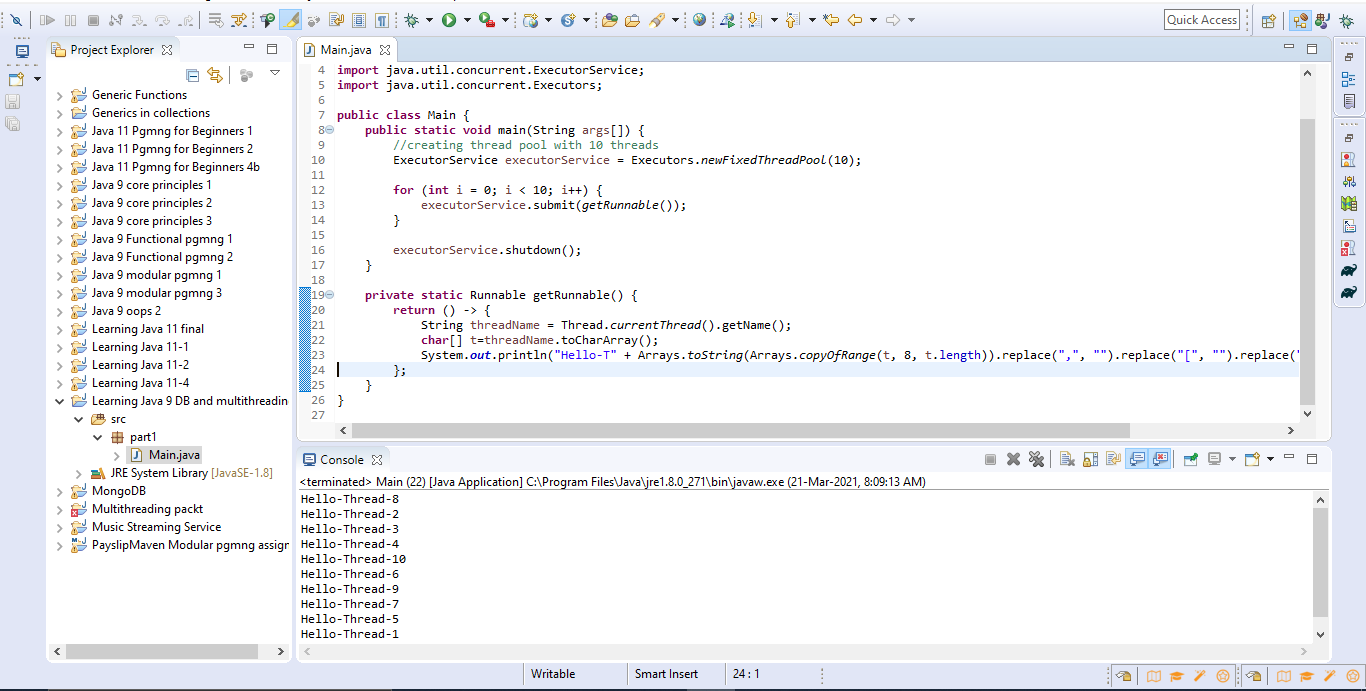 Quick Access
Project Explorer
Generic Functions
Generics in collections
Java 11 Pgmng for Beginners 1
Java 11 Pgmng for Beginners 2
Java 11 Pgmng for Beginners 4b
Java 9 core principles 1
Java 9 core principles 2
Java 9 core principles 3
Java 9 Functional pgmng 1
Java 9 Functional pgmng 2
Java 9 modular pgmng 1
Java 9 modular pgmng 3
Java 9 oops 2
Learning Java 11 final
Learning Java 11-1
Learning Java 11-2
Learning Java 11-4
Learning Java 9 DB and multithreadin
src
part1
Main.java
JRE System Library [JavaSE-1.8]
MongoDB
Multithreading packt
Music Streaming Service
PayslipMaven Modular pgmng assigr
Main.java
4 import java.util.concurrent.ExecutorService;
5 import java.util.concurrent.Executors;
6
7 public class Main {
8 public static void main(String args[]) {
9 //creating thread pool with 10 threads
10 ExecutorService executorService = Executors.newFixedThreadPool(10);
11
12 for (int i = 0; i < 10; i++) {
13 executorService.submit(getRunnable());
14 }
15
16 executorService.shutdown();
17 }
18
19 private static Runnable getRunnable() {
20 return () -> {
21 String threadName = Thread.currentThread().getName();
22 char[] t=threadName.toCharArray();
23 System.out.println("Hello-T" + Arrays.toString(Arrays.copyOfRange(t, 8, t.length)).replace(",", "").replace("[", "").replace("
24 };
25 }
26 }
27
Console
<terminated> Main (22) [Java Application] C:\Program Files\Java\jre1.8.0_271\bin\javaw.exe (21-Mar-2021, 8:09:13 AM)
Hello-Thread-8
Hello-Thread-2
Hello-Thread-3
Hello-Thread-4
Hello-Thread-10
Hello-Thread-6
Hello-Thread-9
Hello-Thread-7
Hello-Thread-5
Hello-Thread-1
Writable
Smart Insert
24 : 1